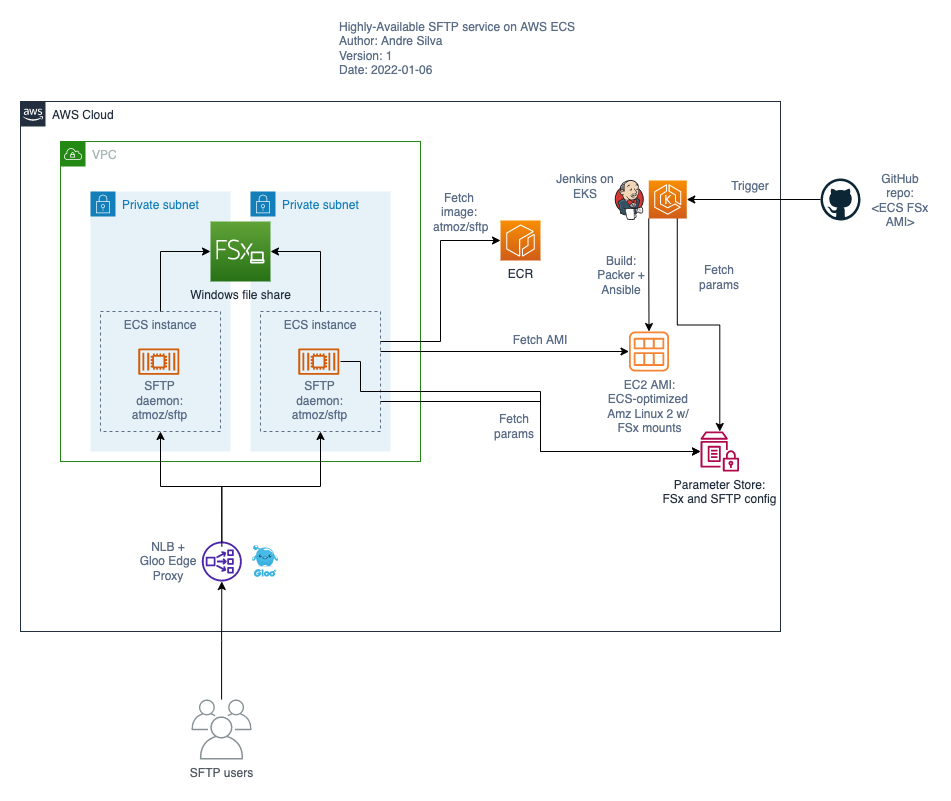 Highly-Available SFTP service on AWS ECS
Author: Andre Silva
Version: 1
Date: 2022-01-06
aws
AWS Cloud
VPC
Private subnet
Private subnet
FSx
Windows file share
ECS instance
SFTP
daemon:
atmoz/sftp
ECS instance
SFTP
daemon:
atmoz/sftp
Fetch
image:
atmoz/sftp
ECR
Jenkins on
EKS
K
Trigger
GitHub
repo:
<ECS FSx
AMI>
Build:
Packer +
Ansible
Fetch
params
Fetch AMI
EC2 AMI:
ECS-optimized
Amz Linux 2 w/
FSx mounts
Fetch
params
Parameter Store:
FSx and SFTP config
NLB +
Gloo Edge
Proxy
Gloo
SFTP users